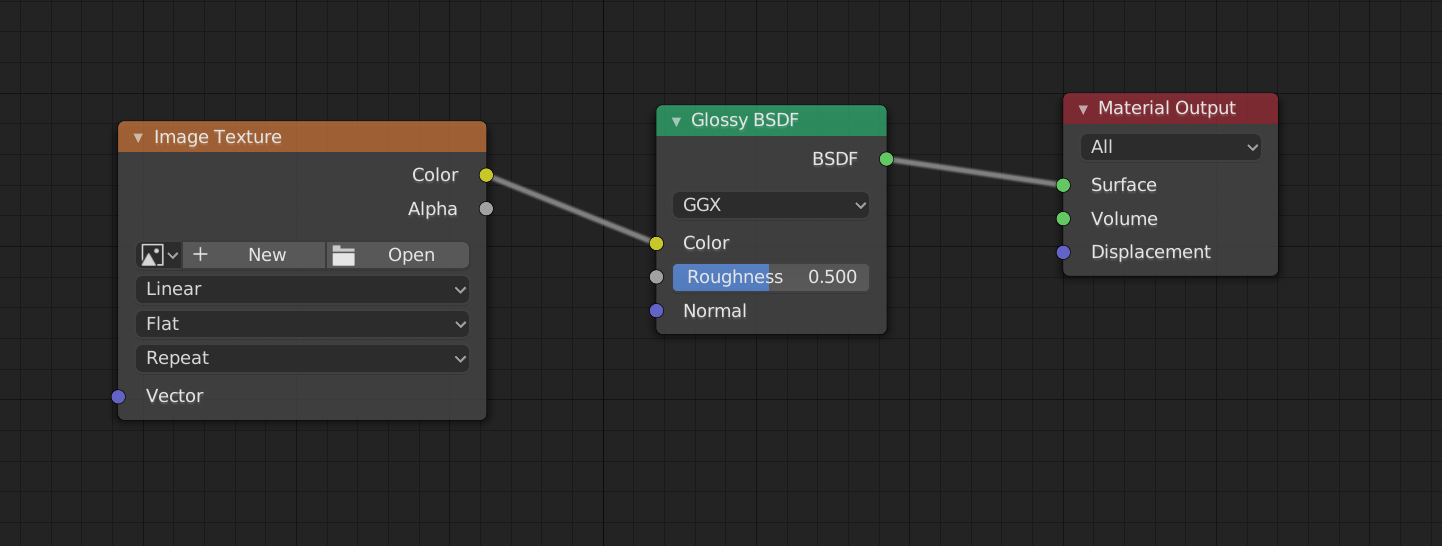 Image Texture
Color
Alpha
New
Open
Linear
Flat
Repeat
Vector
Glossy BSDF
BSDF
GGX
Color
Roughness 0.500
Normal
Material Output
All
Surface
Volume
Displacement